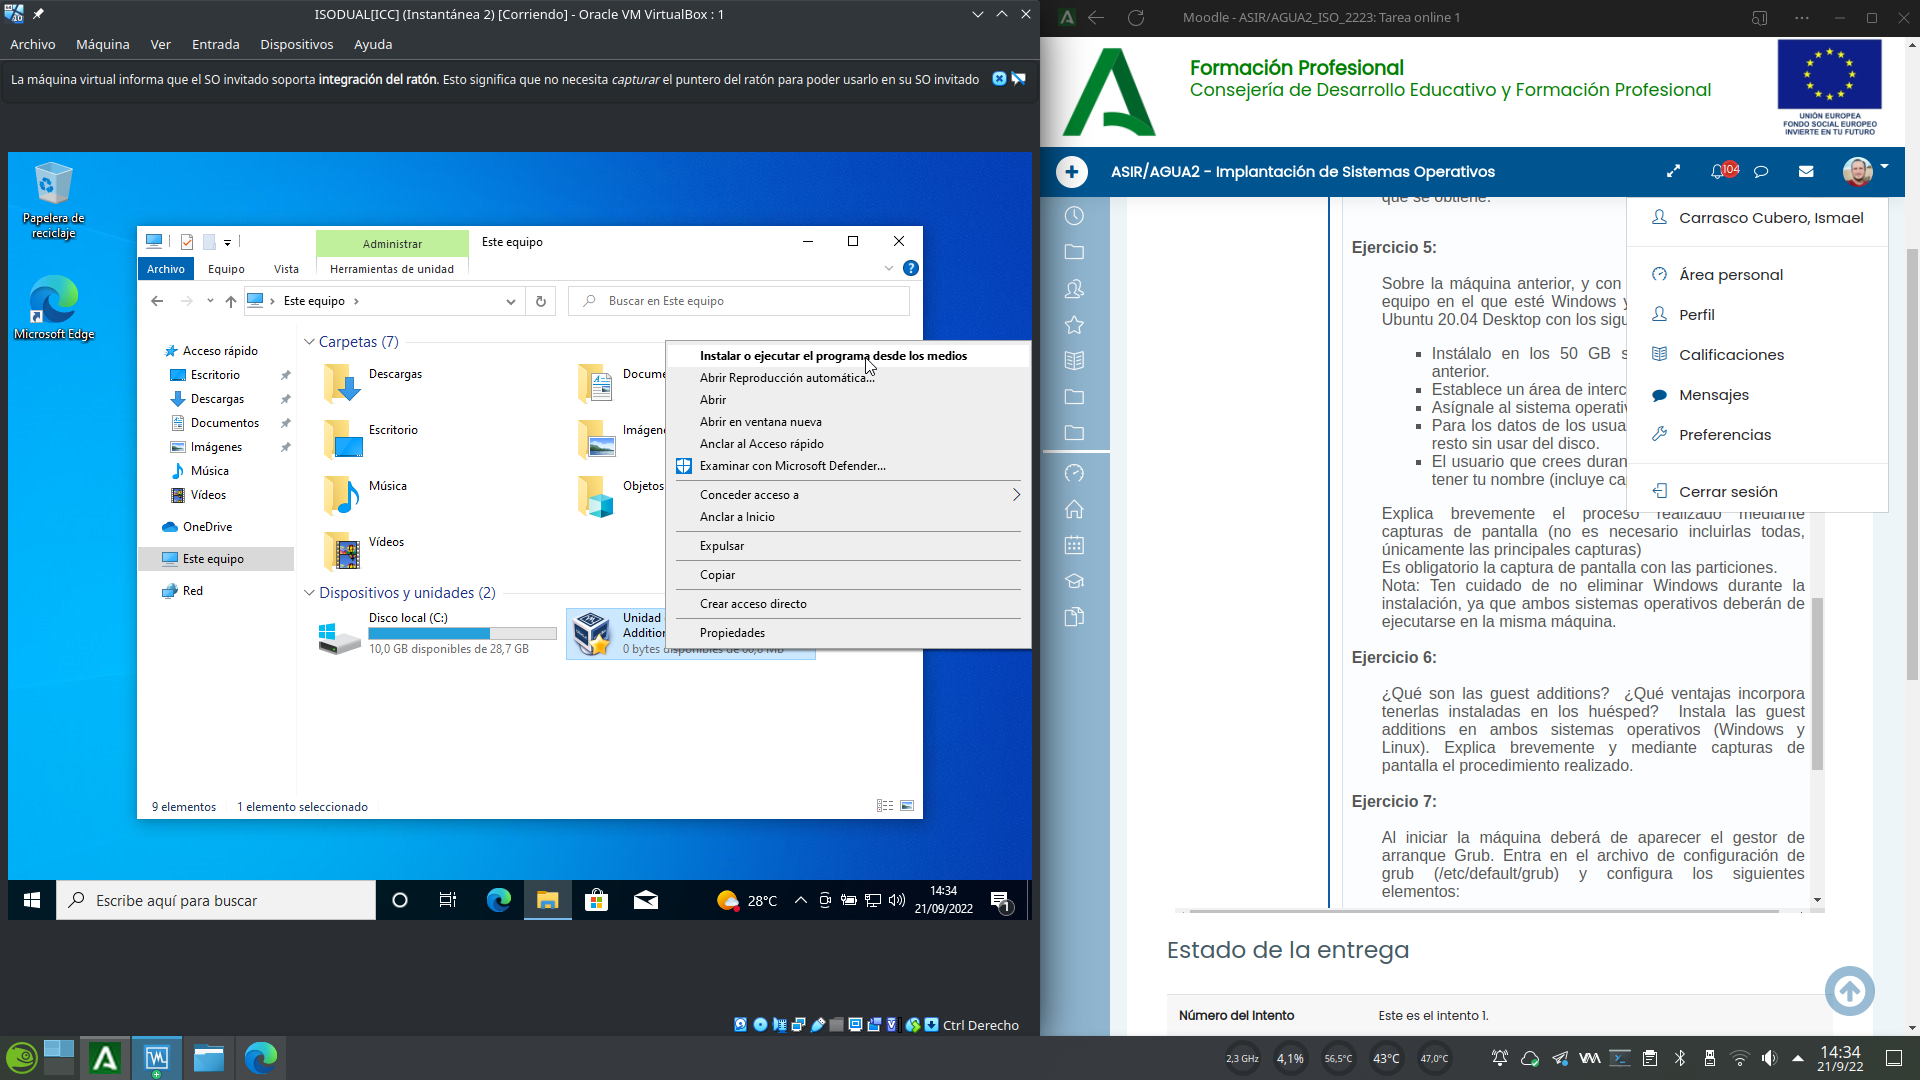 ISODUAL[ICC] (Instantánea 2) [Corriendo] - Oracle VM VirtualBox : 1
Archivo Máquina Ver Entrada Dispositivos Ayuda
La máquina virtual informa que el SO invitado soporta integración del ratón. Esto significa que no necesita capturar el puntero del ratón para poder usarlo en su SO invitado
Papelera de
reciclaje
Microsoft Edge
Administrar
Este equipo
Archivo Equipo Vista Herramientas de unidad
Este equipo
Buscar en Este equipo
Acceso rápido
Escritorio
Descargas
Documentos
Imágenes
Música
Vídeos
OneDrive
Este equipo
Red
Carpetas (7)
Descargas
Escritorio
Música
Vídeos
Dispositivos y unidades (2)
Disco local (C:)
10,0 GB disponibles de 28,7 GB
Unidad
0 bytes disponibles de
Instalar o ejecutar el programa desde los medios
Abrir Reproducción automática...
Abrir
Abrir en ventana nueva
Anclar al Acceso rápido
Examinar con Microsoft Defender...
Conceder acceso a
Anclar a Inicio
Expulsar
Copiar
Crear acceso directo
Propiedades
9 elementos 1 elemento seleccionado
Escribe aquí para buscar
28°C
14:34
21/09/2022
1
Ctrl Derecho
Moodle - ASIR/AGUA2_ISO_2223: Tarea online 1
Formación Profesional
Consejería de Desarrollo Educativo y Formación Profesional
UNIÓN EUROPEA
FONDO SOCIAL EUROPEO
INVIERTE EN TU FUTURO
ASIR/AGUA2 - Implantación de Sistemas Operativos
104
que se obtiene.
Carrasco Cubero, Ismael
Área personal
Perfil
Calificaciones
Mensajes
Preferencias
Cerrar sesión
Ejercicio 5:
Sobre la máquina anterior, y con
equipo en el que esté Windows y
Ubuntu 20.04 Desktop con los
▪ Instálalo en los 50 GB
anterior.
▪ Establece un área de
▪ Asígnale al sistema
▪ Para los datos de los
resto sin usar del disco.
▪ El usuario que crees
tener tu nombre (incluye
Explica brevemente el proceso realizado mediante
capturas de pantalla (no es necesario incluirlas todas,
únicamente las principales capturas)
Es obligatorio la captura de pantalla con las particiones.
Nota: Ten cuidado de no eliminar Windows durante la
instalación, ya que ambos sistemas operativos deberán de
ejecutarse en la misma máquina.
Ejercicio 6:
¿Qué son las guest additions? ¿Qué ventajas incorpora
tenerlas instaladas en los huésped? Instala las guest
additions en ambos sistemas operativos (Windows y
Linux). Explica brevemente y mediante capturas de
pantalla el procedimiento realizado.
Ejercicio 7:
Al iniciar la máquina deberá de aparecer el gestor de
arranque Grub. Entra en el archivo de configuración de
grub (/etc/default/grub) y configura los siguientes
elementos:
Estado de la entrega
Número del Intento Este es el intento 1.
2,3 GHz 4,1% 56,5°C 43°C 47,0°C
14:34
21/9/22